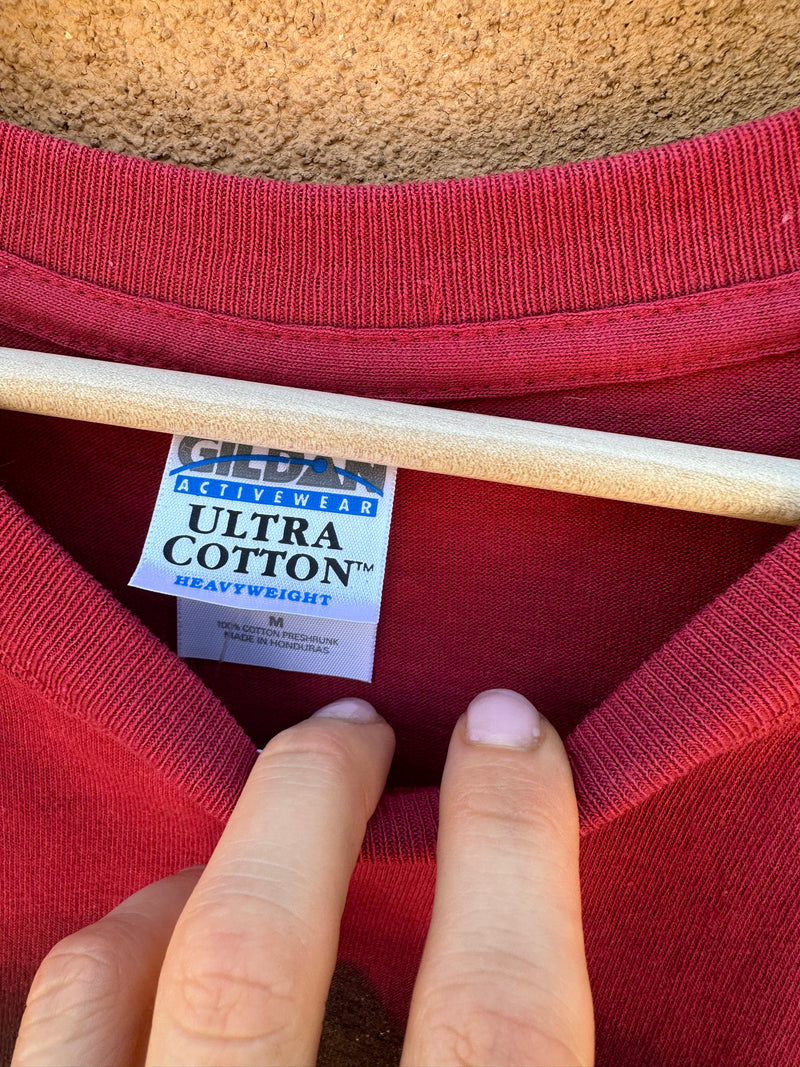 GILDAN
ACTIVEWEAR
ULTRA
COTTON™
HEAVYWEIGHT
M
100% COTTON PRESHRUNK
MADE IN HONDURAS